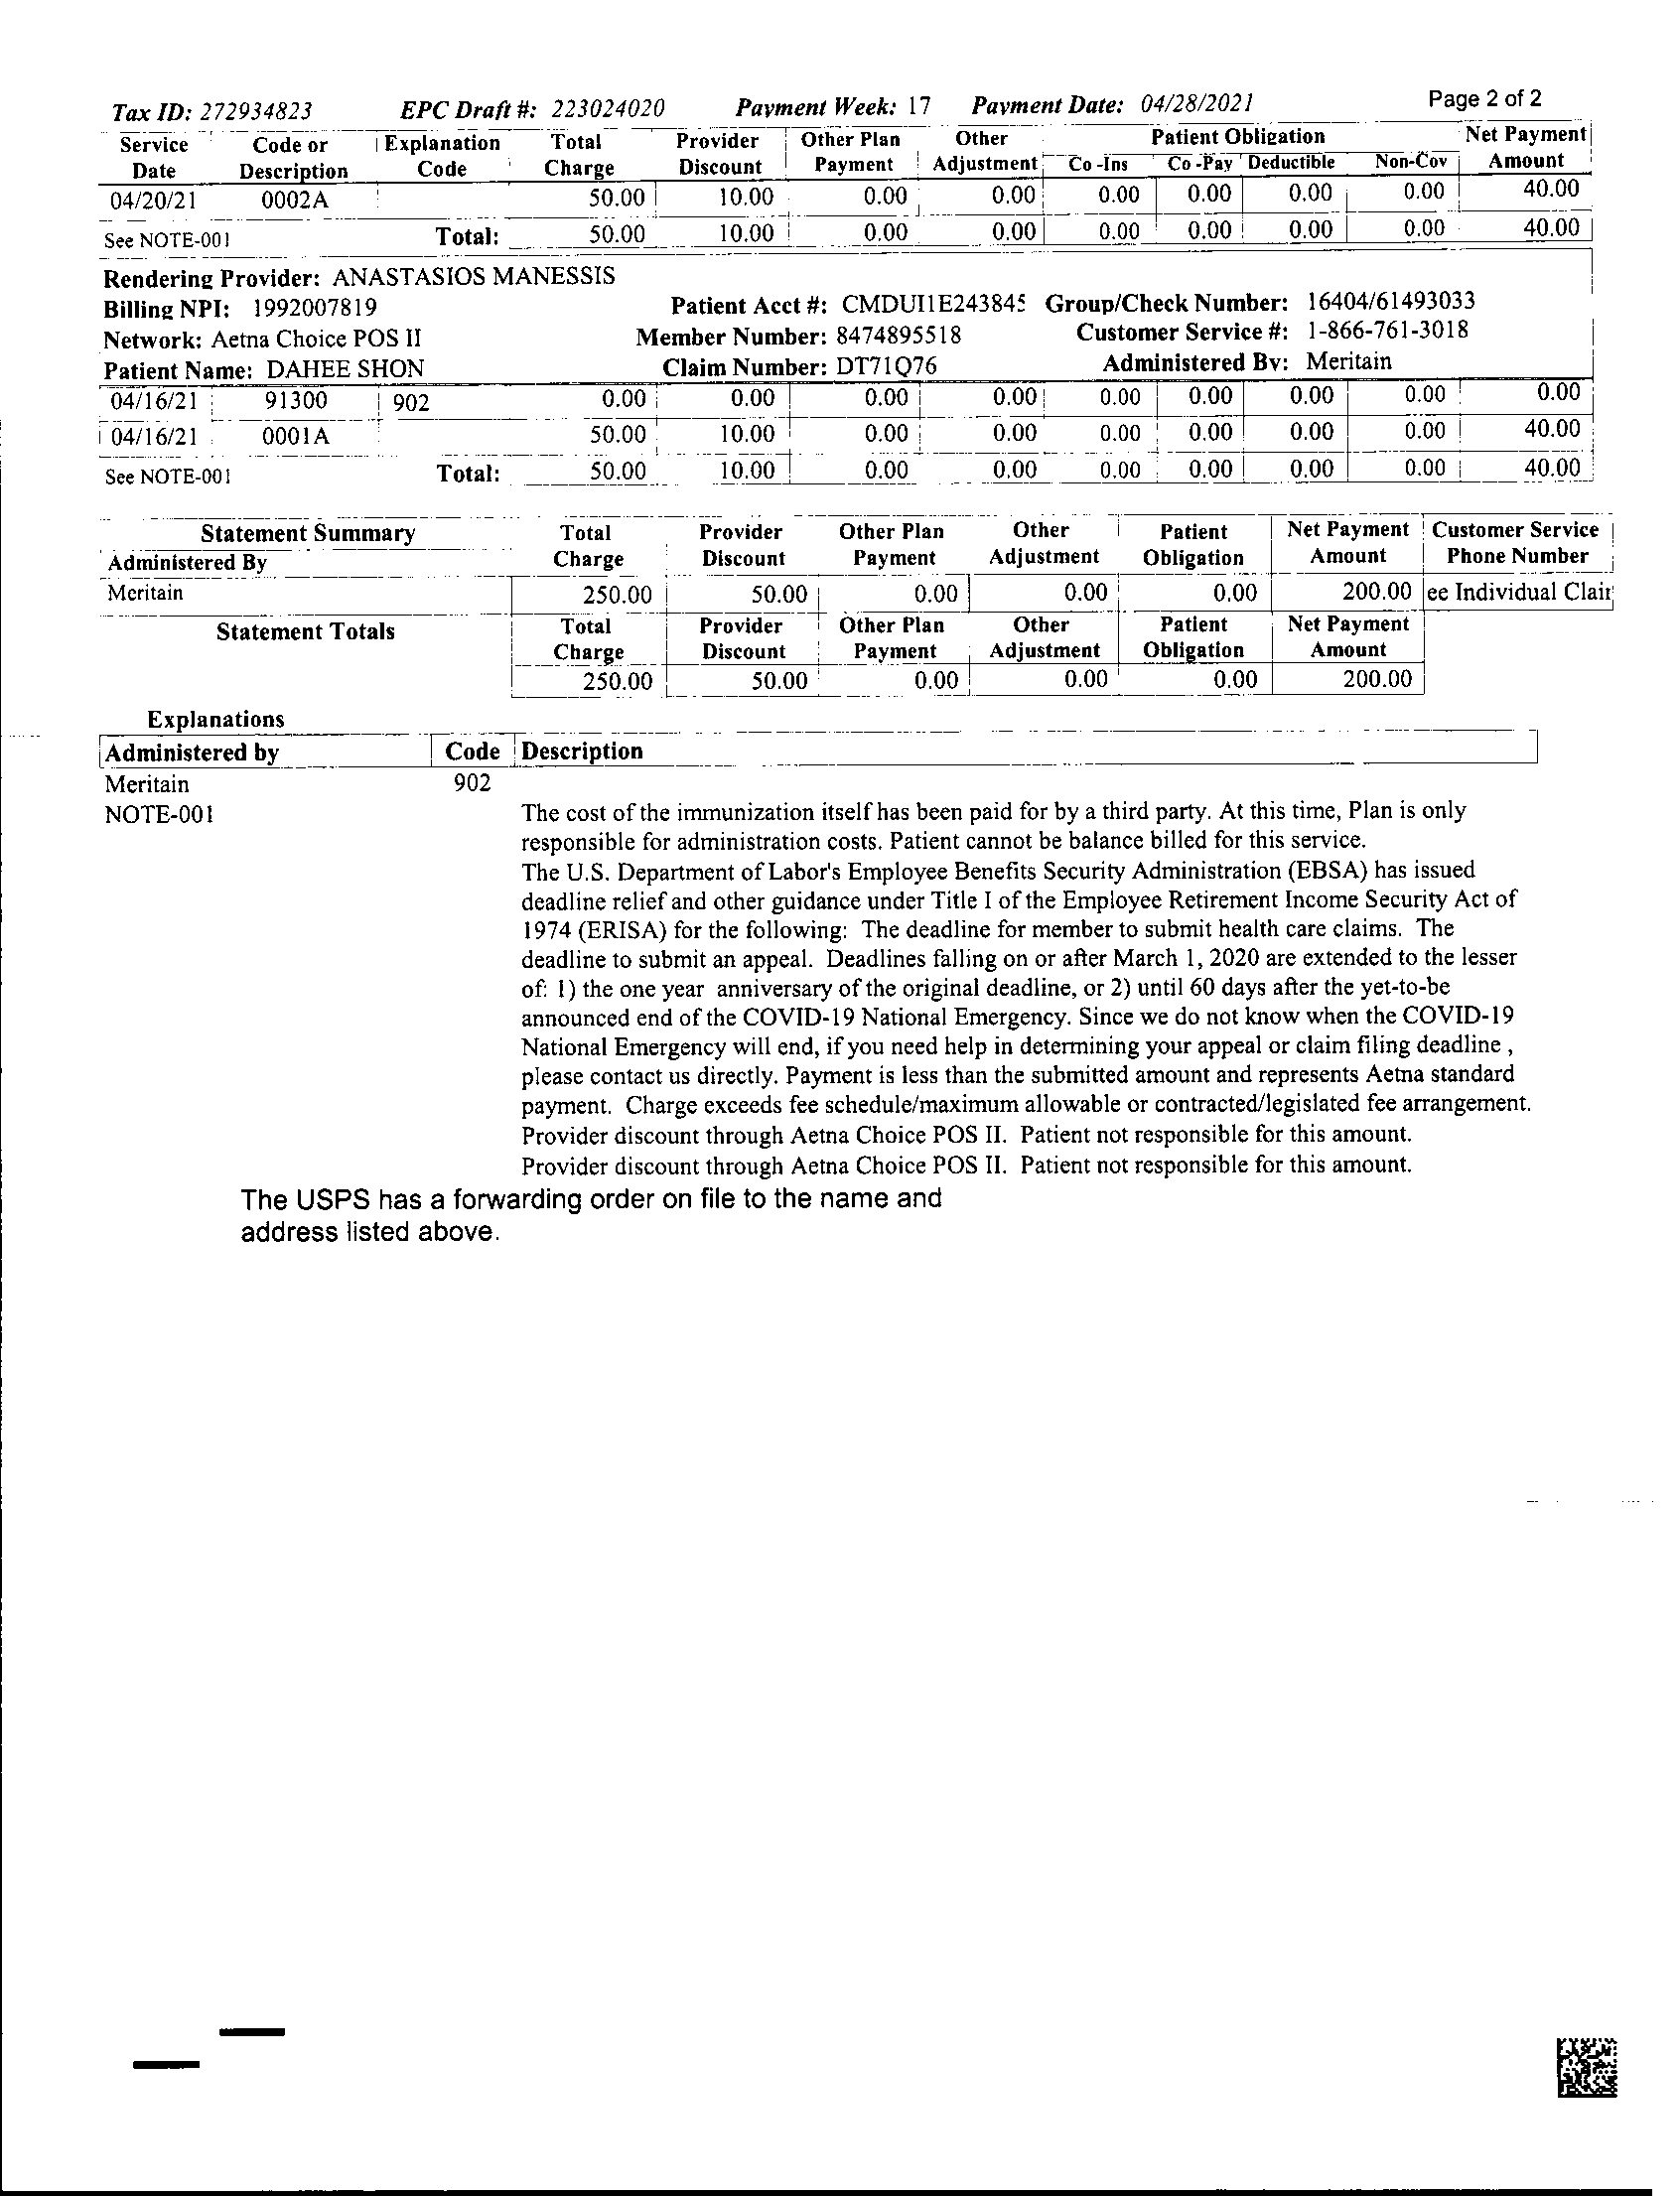 Tax ID: 272934823 EPC Draft #: 223024020 Payment Week: 17 Payment Date: 04/28/2021 Page 2 of 2
Service Code or Explanation Total Provider Other Plan Other Patient Obligation Net Payment
Date Description Code Charge Discount Payment Adjustment Co-Ins Co-Pay Deductible Non-Cov Amount
04/20/21 0002A 50.00 10.00 0.00 0.00 0.00 0.00 0.00 0.00 40.00
See NOTE-001 Total: 50.00 10.00 0.00 0.00 0.00 0.00 0.00 0.00 40.00
Rendering Provider: ANASTASIOS MANESSIS
Billing NPI: 1992007819 Patient Acct #: CMDUI1E243845 Group/Check Number: 16404/61493033
Network: Aetna Choice POS II Member Number: 8474895518 Customer Service #: 1-866-761-3018
Patient Name: DAHEE SHON Claim Number: DT71Q76 Administered By: Meritain
04/16/21 91300 902 0.00 0.00 0.00 0.00 0.00 0.00 0.00 0.00 0.00
04/16/21 0001A 50.00 10.00 0.00 0.00 0.00 0.00 0.00 0.00 40.00
See NOTE-001 Total: 50.00 10.00 0.00 0.00 0.00 0.00 0.00 0.00 40.00
Statement Summary Total Provider Other Plan Other Patient Net Payment Customer Service
Administered By Charge Discount Payment Adjustment Obligation Amount Phone Number
Meritain 250.00 50.00 0.00 0.00 0.00 200.00 ee Individual Clair
Statement Totals Total Provider Other Plan Other Patient Net Payment
Charge Discount Payment Adjustment Obligation Amount
250.00 50.00 0.00 0.00 0.00 200.00
Explanations
Administered by Code Description
Meritain 902
NOTE-001 The cost of the immunization itself has been paid for by a third party. At this time, Plan is only
responsible for administration costs. Patient cannot be balance billed for this service.
The U.S. Department of Labor's Employee Benefits Security Administration (EBSA) has issued
deadline relief and other guidance under Title I of the Employee Retirement Income Security Act of
1974 (ERISA) for the following: The deadline for member to submit health care claims. The
deadline to submit an appeal. Deadlines falling on or after March 1, 2020 are extended to the lesser
of: 1) the one year anniversary of the original deadline, or 2) until 60 days after the yet-to-be
announced end of the COVID-19 National Emergency. Since we do not know when the COVID-19
National Emergency will end, if you need help in determining your appeal or claim filing deadline ,
please contact us directly. Payment is less than the submitted amount and represents Aetna standard
payment. Charge exceeds fee schedule/maximum allowable or contracted/legislated fee arrangement.
Provider discount through Aetna Choice POS II. Patient not responsible for this amount.
Provider discount through Aetna Choice POS II. Patient not responsible for this amount.
The USPS has a forwarding order on file to the name and
address listed above.